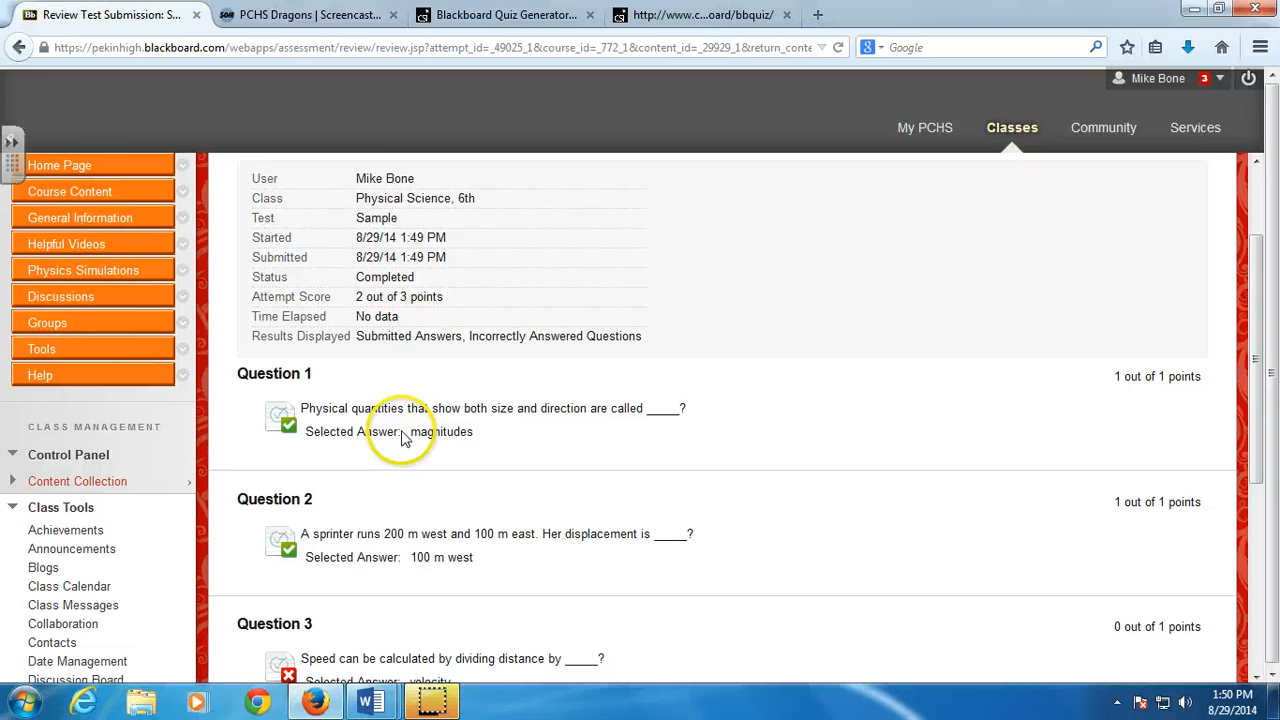 Review Test Submission: S...
PCHS Dragons | Screencast...
Blackboard Quiz Generator...
http://www.c...oard/bbquiz/
https://pekinhigh.blackboard.com/webapps/assessment/review/review.jsp?attempt_id=_49025_1&course_id=_772_1&content_id=_29929_1&return_conte
Google
Mike Bone 3
My PCHS
Classes
Community
Services
Home Page
Course Content
General Information
Helpful Videos
Physics Simulations
Discussions
Groups
Tools
Help
CLASS MANAGEMENT
Control Panel
Content Collection
Class Tools
Achievements
Announcements
Blogs
Class Calendar
Class Messages
Collaboration
Contacts
Date Management
Discussion Board
User Mike Bone
Class Physical Science, 6th
Test Sample
Started 8/29/14 1:49 PM
Submitted 8/29/14 1:49 PM
Status Completed
Attempt Score 2 out of 3 points
Time Elapsed No data
Results Displayed Submitted Answers, Incorrectly Answered Questions
Question 1
1 out of 1 points
Physical quantities that show both size and direction are called _____?
Selected Answer: magnitudes
Question 2
1 out of 1 points
A sprinter runs 200 m west and 100 m east. Her displacement is _____?
Selected Answer: 100 m west
Question 3
0 out of 1 points
Speed can be calculated by dividing distance by _____?
Selected Answer: velocity
1:50 PM
8/29/2014